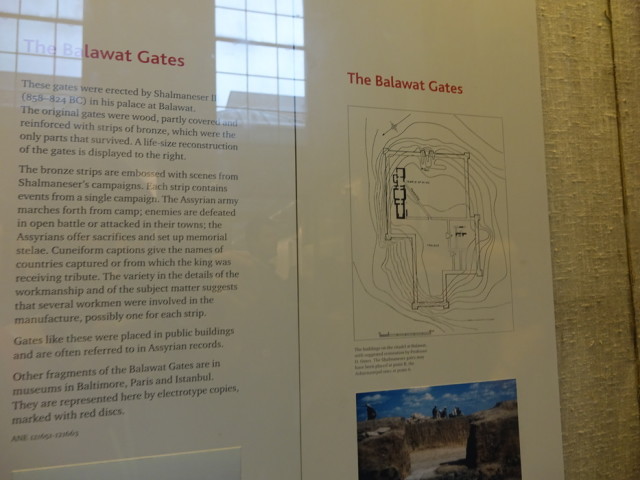 The Balawat Gates
These gates were erected by Shalmaneser II
(858–824 BC) in his palace at Balawat.
The original gates were wood, partly covered and
reinforced with strips of bronze, which were the
only parts that survived. A life-size reconstruction
of the gates is displayed to the right.
The bronze strips are embossed with scenes from
Shalmaneser's campaigns. Each strip contains
events from a single campaign. The Assyrian army
marches forth from camp; enemies are defeated
in open battle or attacked in their towns; the
Assyrians offer sacrifices and set up memorial
stelae. Cuneiform captions give the names of
countries captured or from which the king was
receiving tribute. The variety in the details of the
workmanship and of the subject matter suggests
that several workmen were involved in the
manufacture, possibly one for each strip.
Gates like these were placed in public buildings
and are often referred to in Assyrian records.
Other fragments of the Balawat Gates are in
museums in Baltimore, Paris and Istanbul.
They are represented here by electrotype copies,
marked with red discs.
ANE 124651-124663
The Balawat Gates